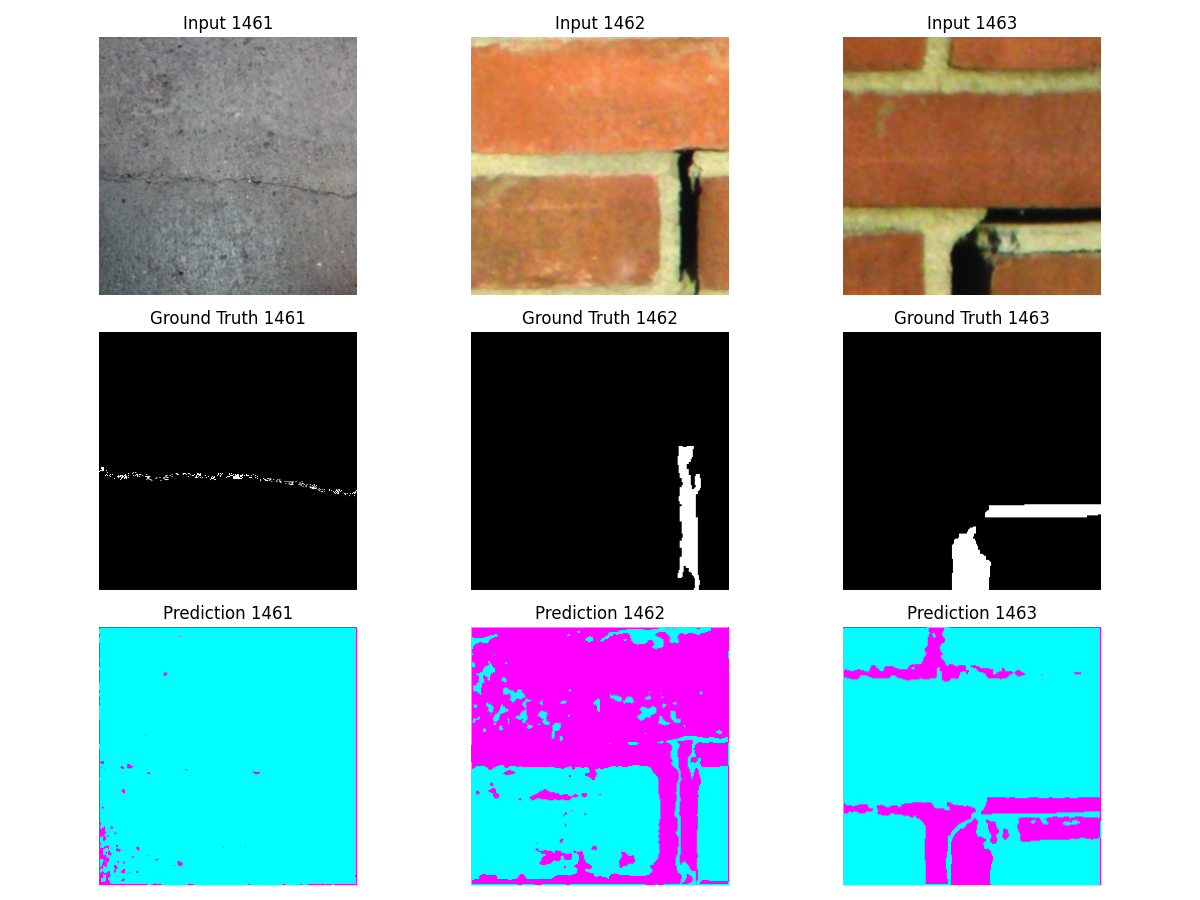 Input 1461
Input 1462
Input 1463
Ground Truth 1461
Ground Truth 1462
Ground Truth 1463
Prediction 1461
Prediction 1462
Prediction 1463